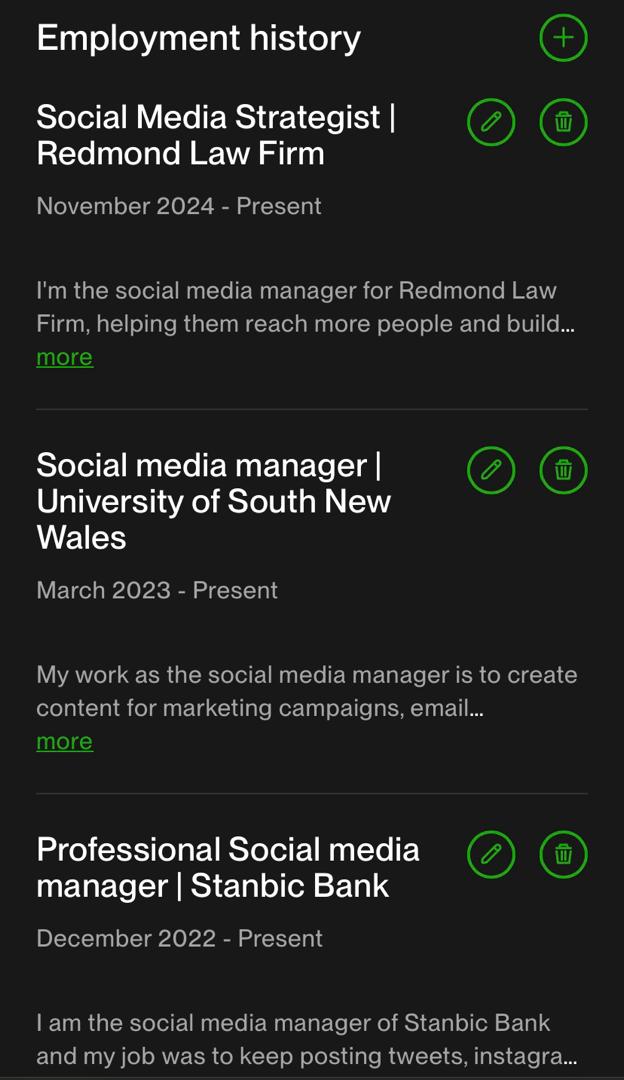 Employment history
Social Media Strategist |
Redmond Law Firm
November 2024 - Present
I'm the social media manager for Redmond Law
Firm, helping them reach more people and build...
more
Social media manager |
University of South New
Wales
March 2023 - Present
My work as the social media manager is to create
content for marketing campaigns, email...
more
Professional Social media
manager | Stanbic Bank
December 2022 - Present
I am the social media manager of Stanbic Bank
and my job was to keep posting tweets, instagra...